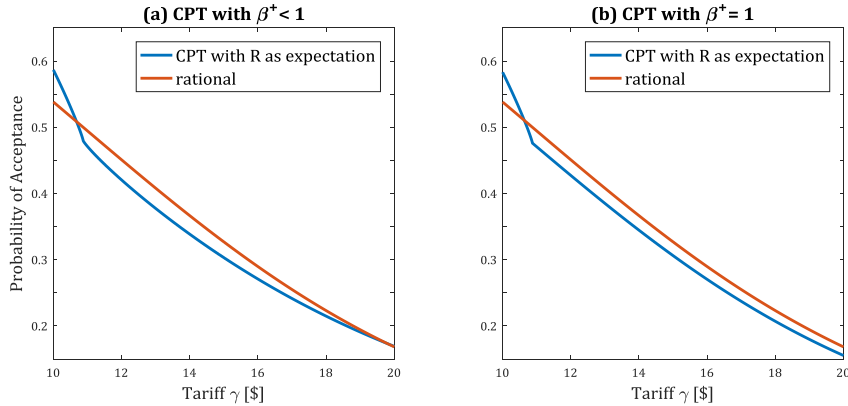 (a) CPT with β⁺< 1
CPT with R as expectation
rational
Probability of Acceptance
0.6
0.5
0.4
0.3
0.2
10 12 14 16 18 20
Tariff γ [$]
(b) CPT with β⁺= 1
CPT with R as expectation
rational
0.6
0.5
0.4
0.3
0.2
10 12 14 16 18 20
Tariff γ [$]